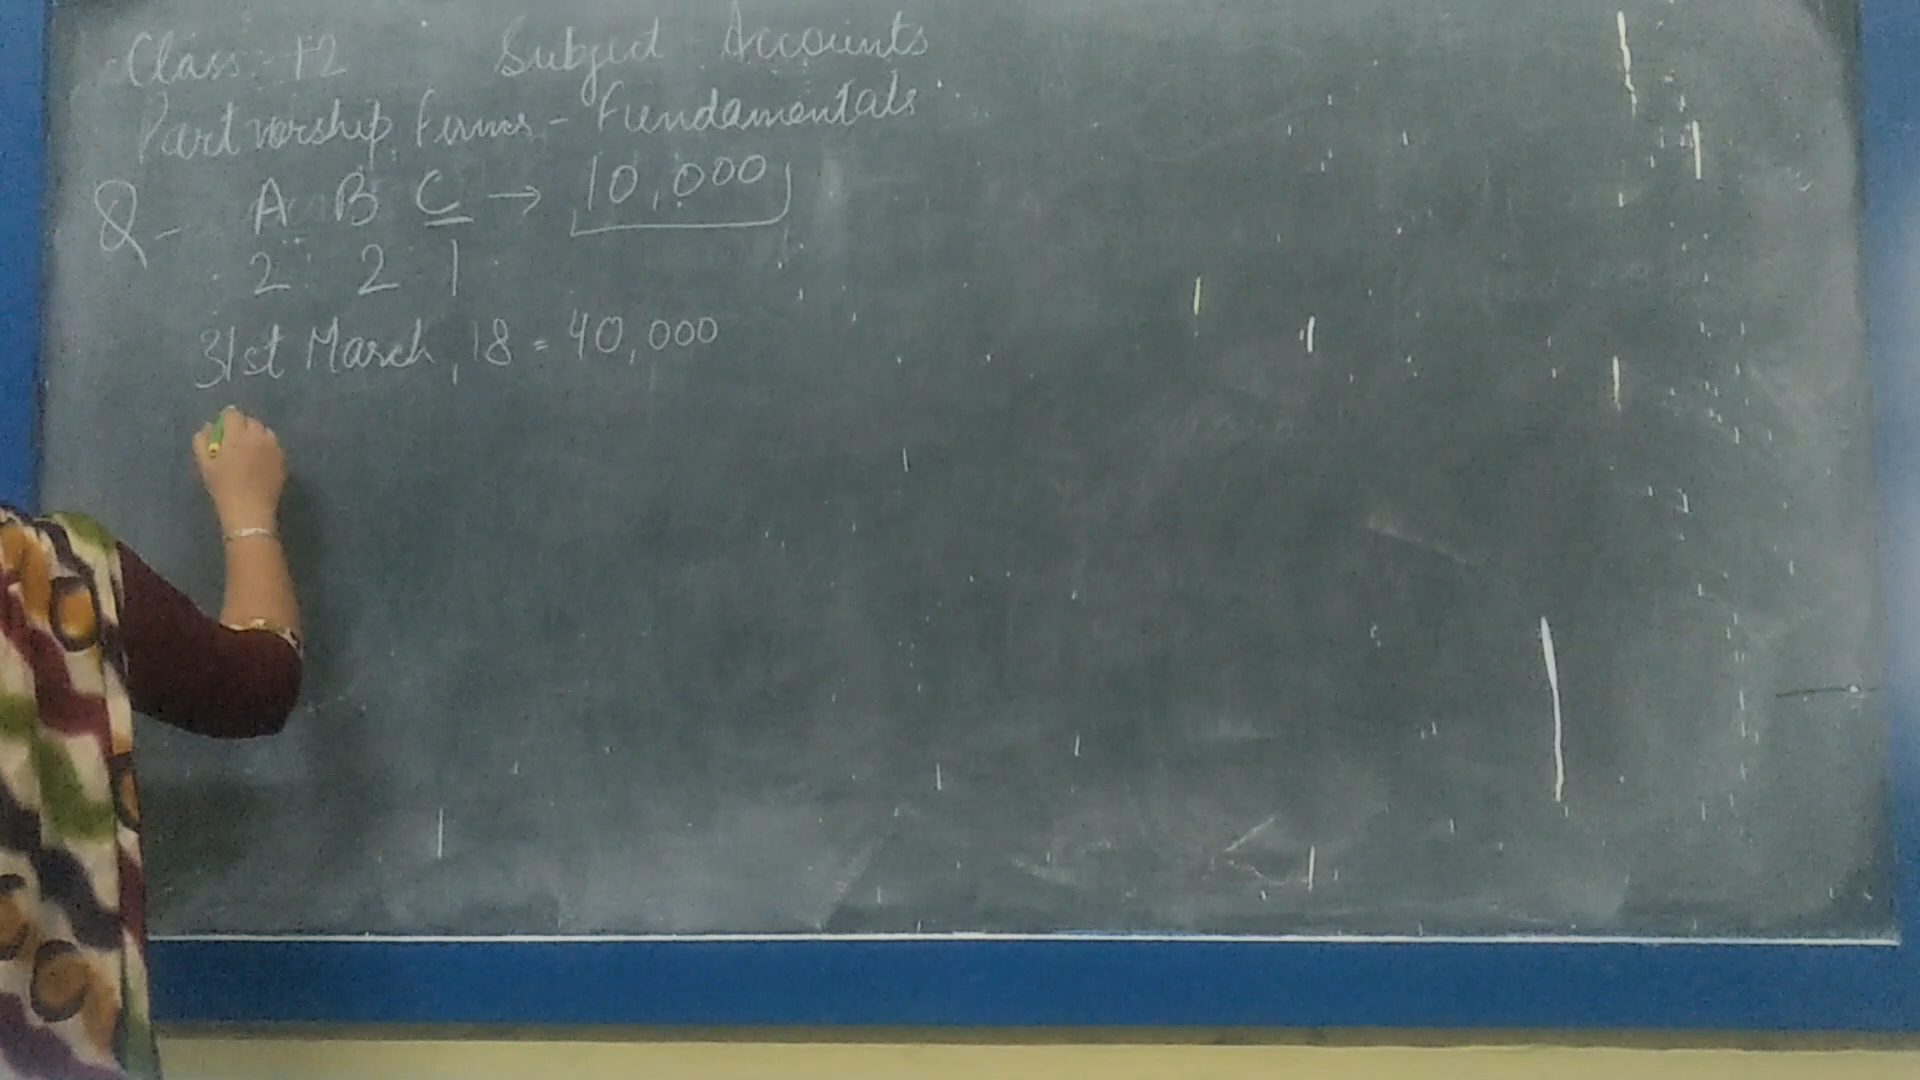 Class-12 Subject Accounts
Partnership Firms - Fundamentals
Q- A B C → 10,000
2 2 1
31st March, 18 = 40,000